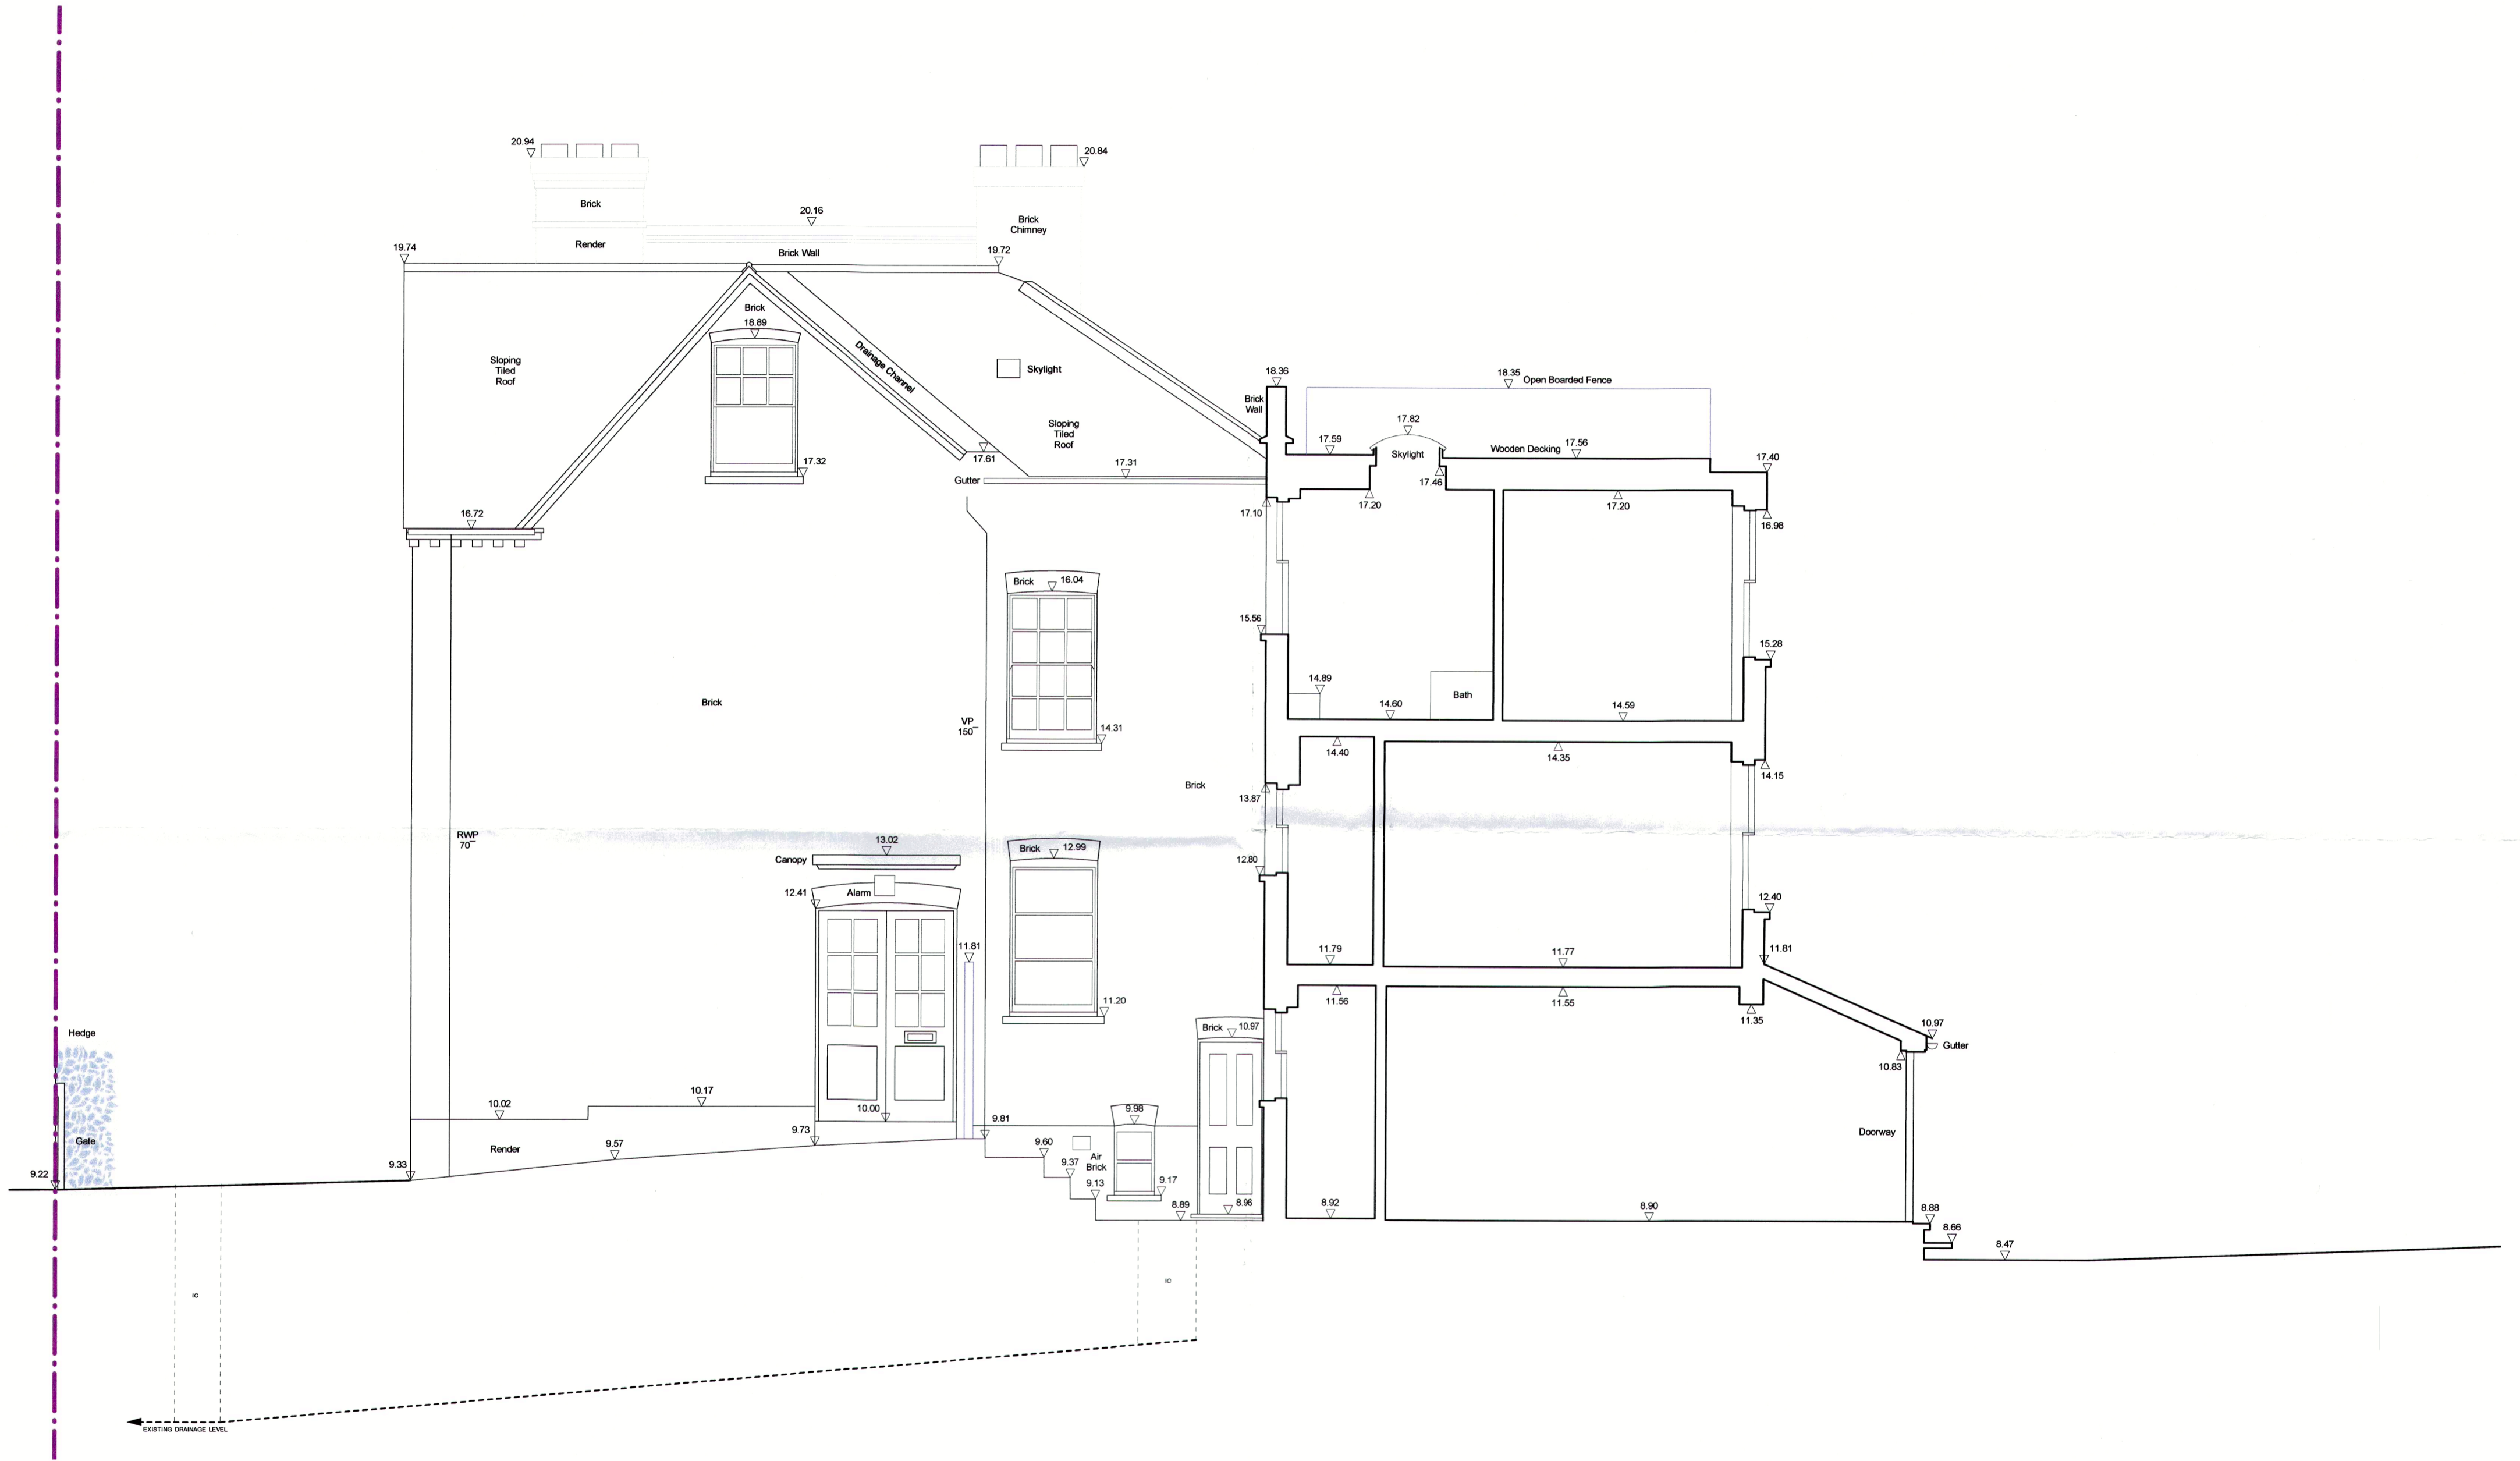 20.94
20.84
Brick
20.16
Brick
Chimney
Render
19.74
Brick Wall
19.72
Brick
18.89
Sloping
Tiled
Roof
Drainage Channel
Skylight
18.36
18.35
Open Boarded Fence
Brick
Wall
17.82
Sloping
Tiled
Roof
17.59
Skylight
Wooden Decking
17.56
17.61
17.32
17.31
17.40
Gutter
17.46
17.20
17.20
17.10
16.98
16.72
Brick
16.04
15.56
15.28
14.89
Bath
Brick
14.60
14.59
VP
150
14.31
14.40
14.35
14.15
Brick
13.87
RWP
70
13.02
Canopy
Brick
12.99
12.80
12.41
Alarm
12.40
11.81
11.79
11.77
11.81
11.20
11.56
11.55
11.35
Hedge
Brick
10.97
10.97
Gutter
10.83
10.02
10.17
10.00
9.98
9.81
Gate
Render
9.57
9.73
9.60
Air
Brick
Doorway
9.33
9.37
9.22
9.13
9.17
8.89
8.96
8.92
8.90
8.88
8.66
8.47
IC
IC
EXISTING DRAINAGE LEVEL